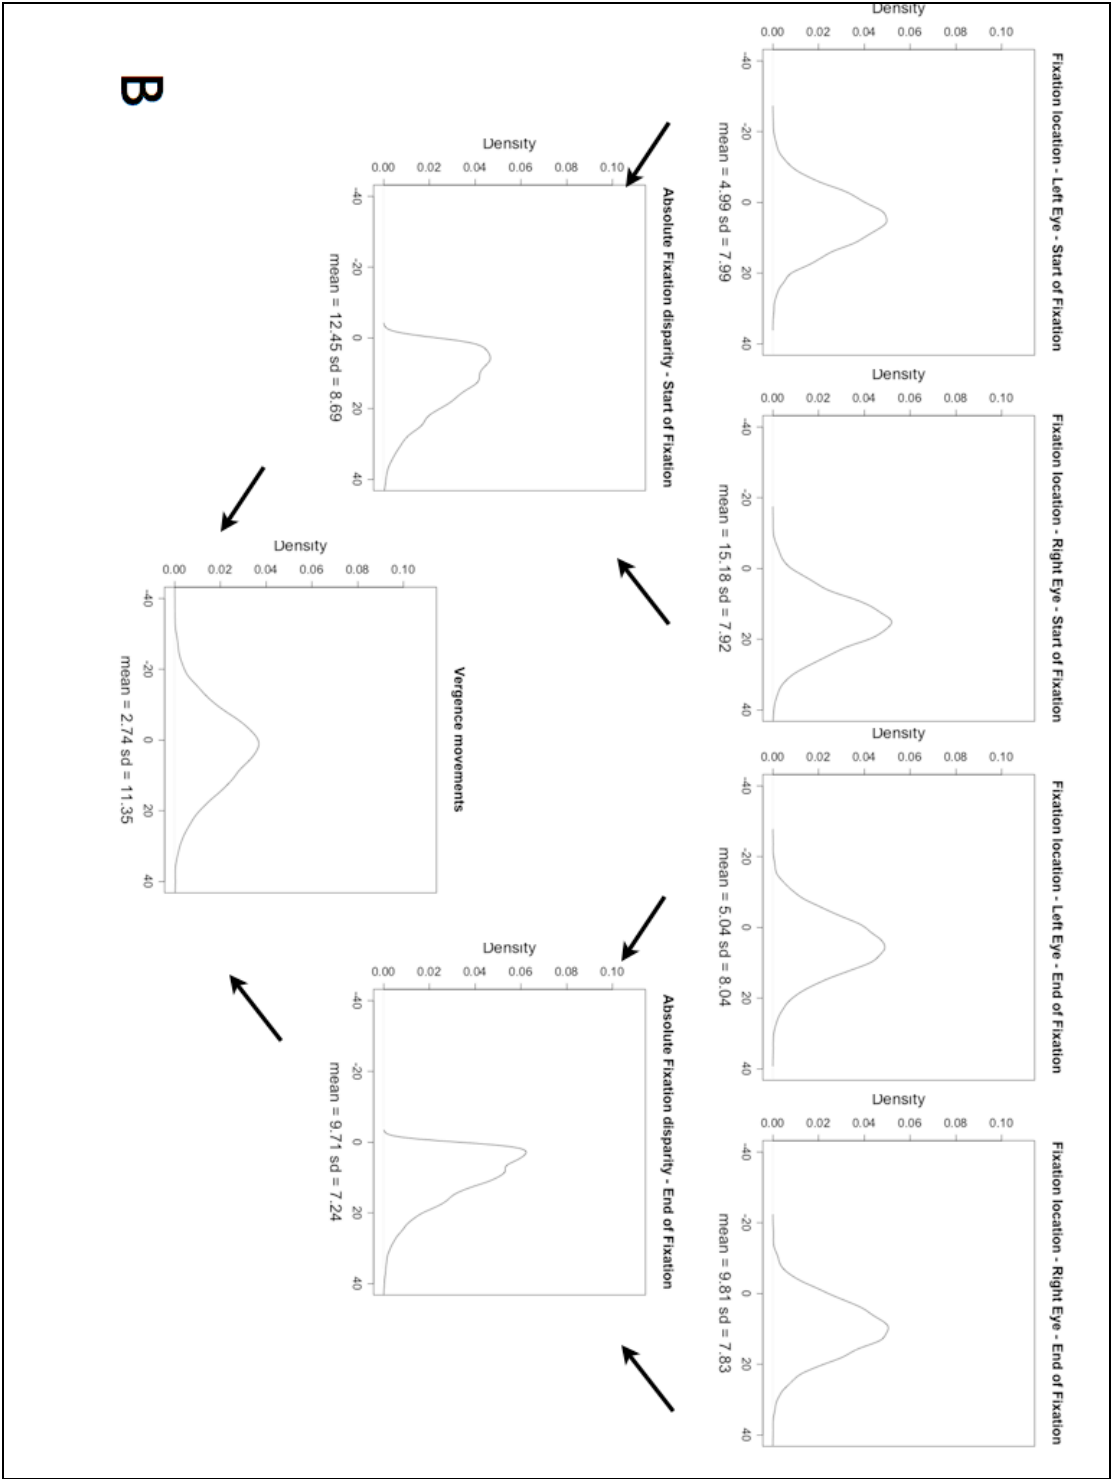 Fixation location - Left Eye - Start of Fixation
Density
0.00 0.02 0.04 0.06 0.08 0.10
-40 -20 0 20 40
mean = 4.99 sd = 7.99
Fixation location - Right Eye - Start of Fixation
Density
0.00 0.02 0.04 0.06 0.08 0.10
-40 -20 0 20 40
mean = 15.18 sd = 7.92
Fixation location - Left Eye - End of Fixation
Density
0.00 0.02 0.04 0.06 0.08 0.10
-40 -20 0 20 40
mean = 5.04 sd = 8.04
Fixation location - Right Eye - End of Fixation
Density
0.00 0.02 0.04 0.06 0.08 0.10
-40 -20 0 20 40
mean = 9.81 sd = 7.83
Absolute Fixation disparity - Start of Fixation
Density
0.00 0.02 0.04 0.06 0.08 0.10
-40 -20 0 20 40
mean = 12.45 sd = 8.69
Absolute Fixation disparity - End of Fixation
Density
0.00 0.02 0.04 0.06 0.08 0.10
-40 -20 0 20 40
mean = 9.71 sd = 7.24
Vergence movements
Density
0.00 0.02 0.04 0.06 0.08 0.10
-40 -20 0 20 40
mean = 2.74 sd = 11.35
B